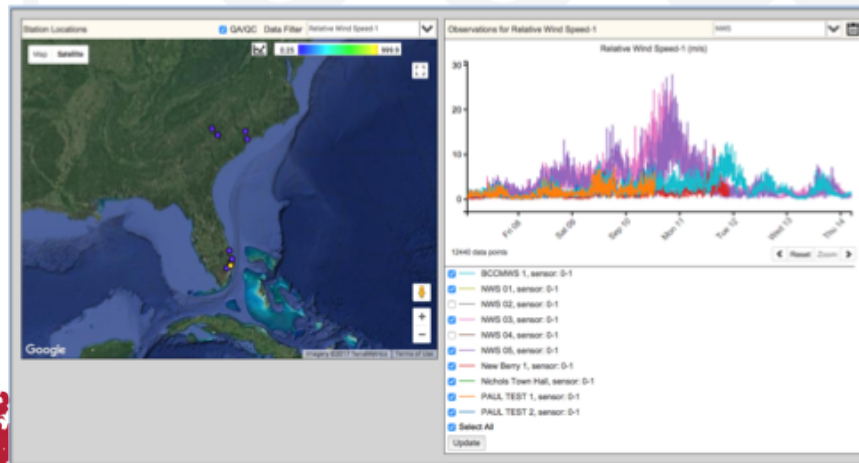 Station Locations
QA/QC Data Filter Relative Wind Speed-1
Map Satellite
0.25 999.9
Google
Imagery ©2017 TerraMetrics Terms of Use
Observations for Relative Wind Speed-1 NWS
Relative Wind Speed-1 (m/s)
30
20
10
0
Fri 08 Sat 09 Sep 10 Mon 11 Tue 12 Wed 13 Thu 14
12440 data points Reset Zoom
BCCMWS 1, sensor: 0-1
NWS 01, sensor: 0-1
NWS 02, sensor: 0-1
NWS 03, sensor: 0-1
NWS 04, sensor: 0-1
NWS 05, sensor: 0-1
New Berry 1, sensor: 0-1
Nichols Town Hall, sensor: 0-1
PAUL TEST 1, sensor: 0-1
PAUL TEST 2, sensor: 0-1
Select All
Update